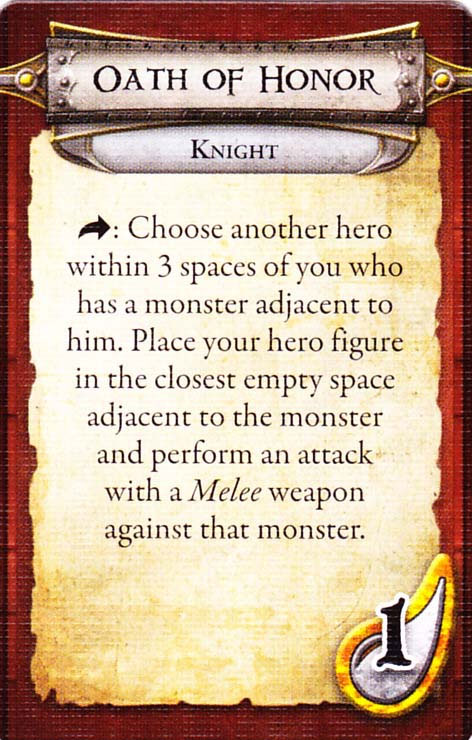 Oath of Honor
Knight
: Choose another hero
within 3 spaces of you who
has a monster adjacent to
him. Place your hero figure
in the closest empty space
adjacent to the monster
and perform an attack
with a Melee weapon
against that monster.
1